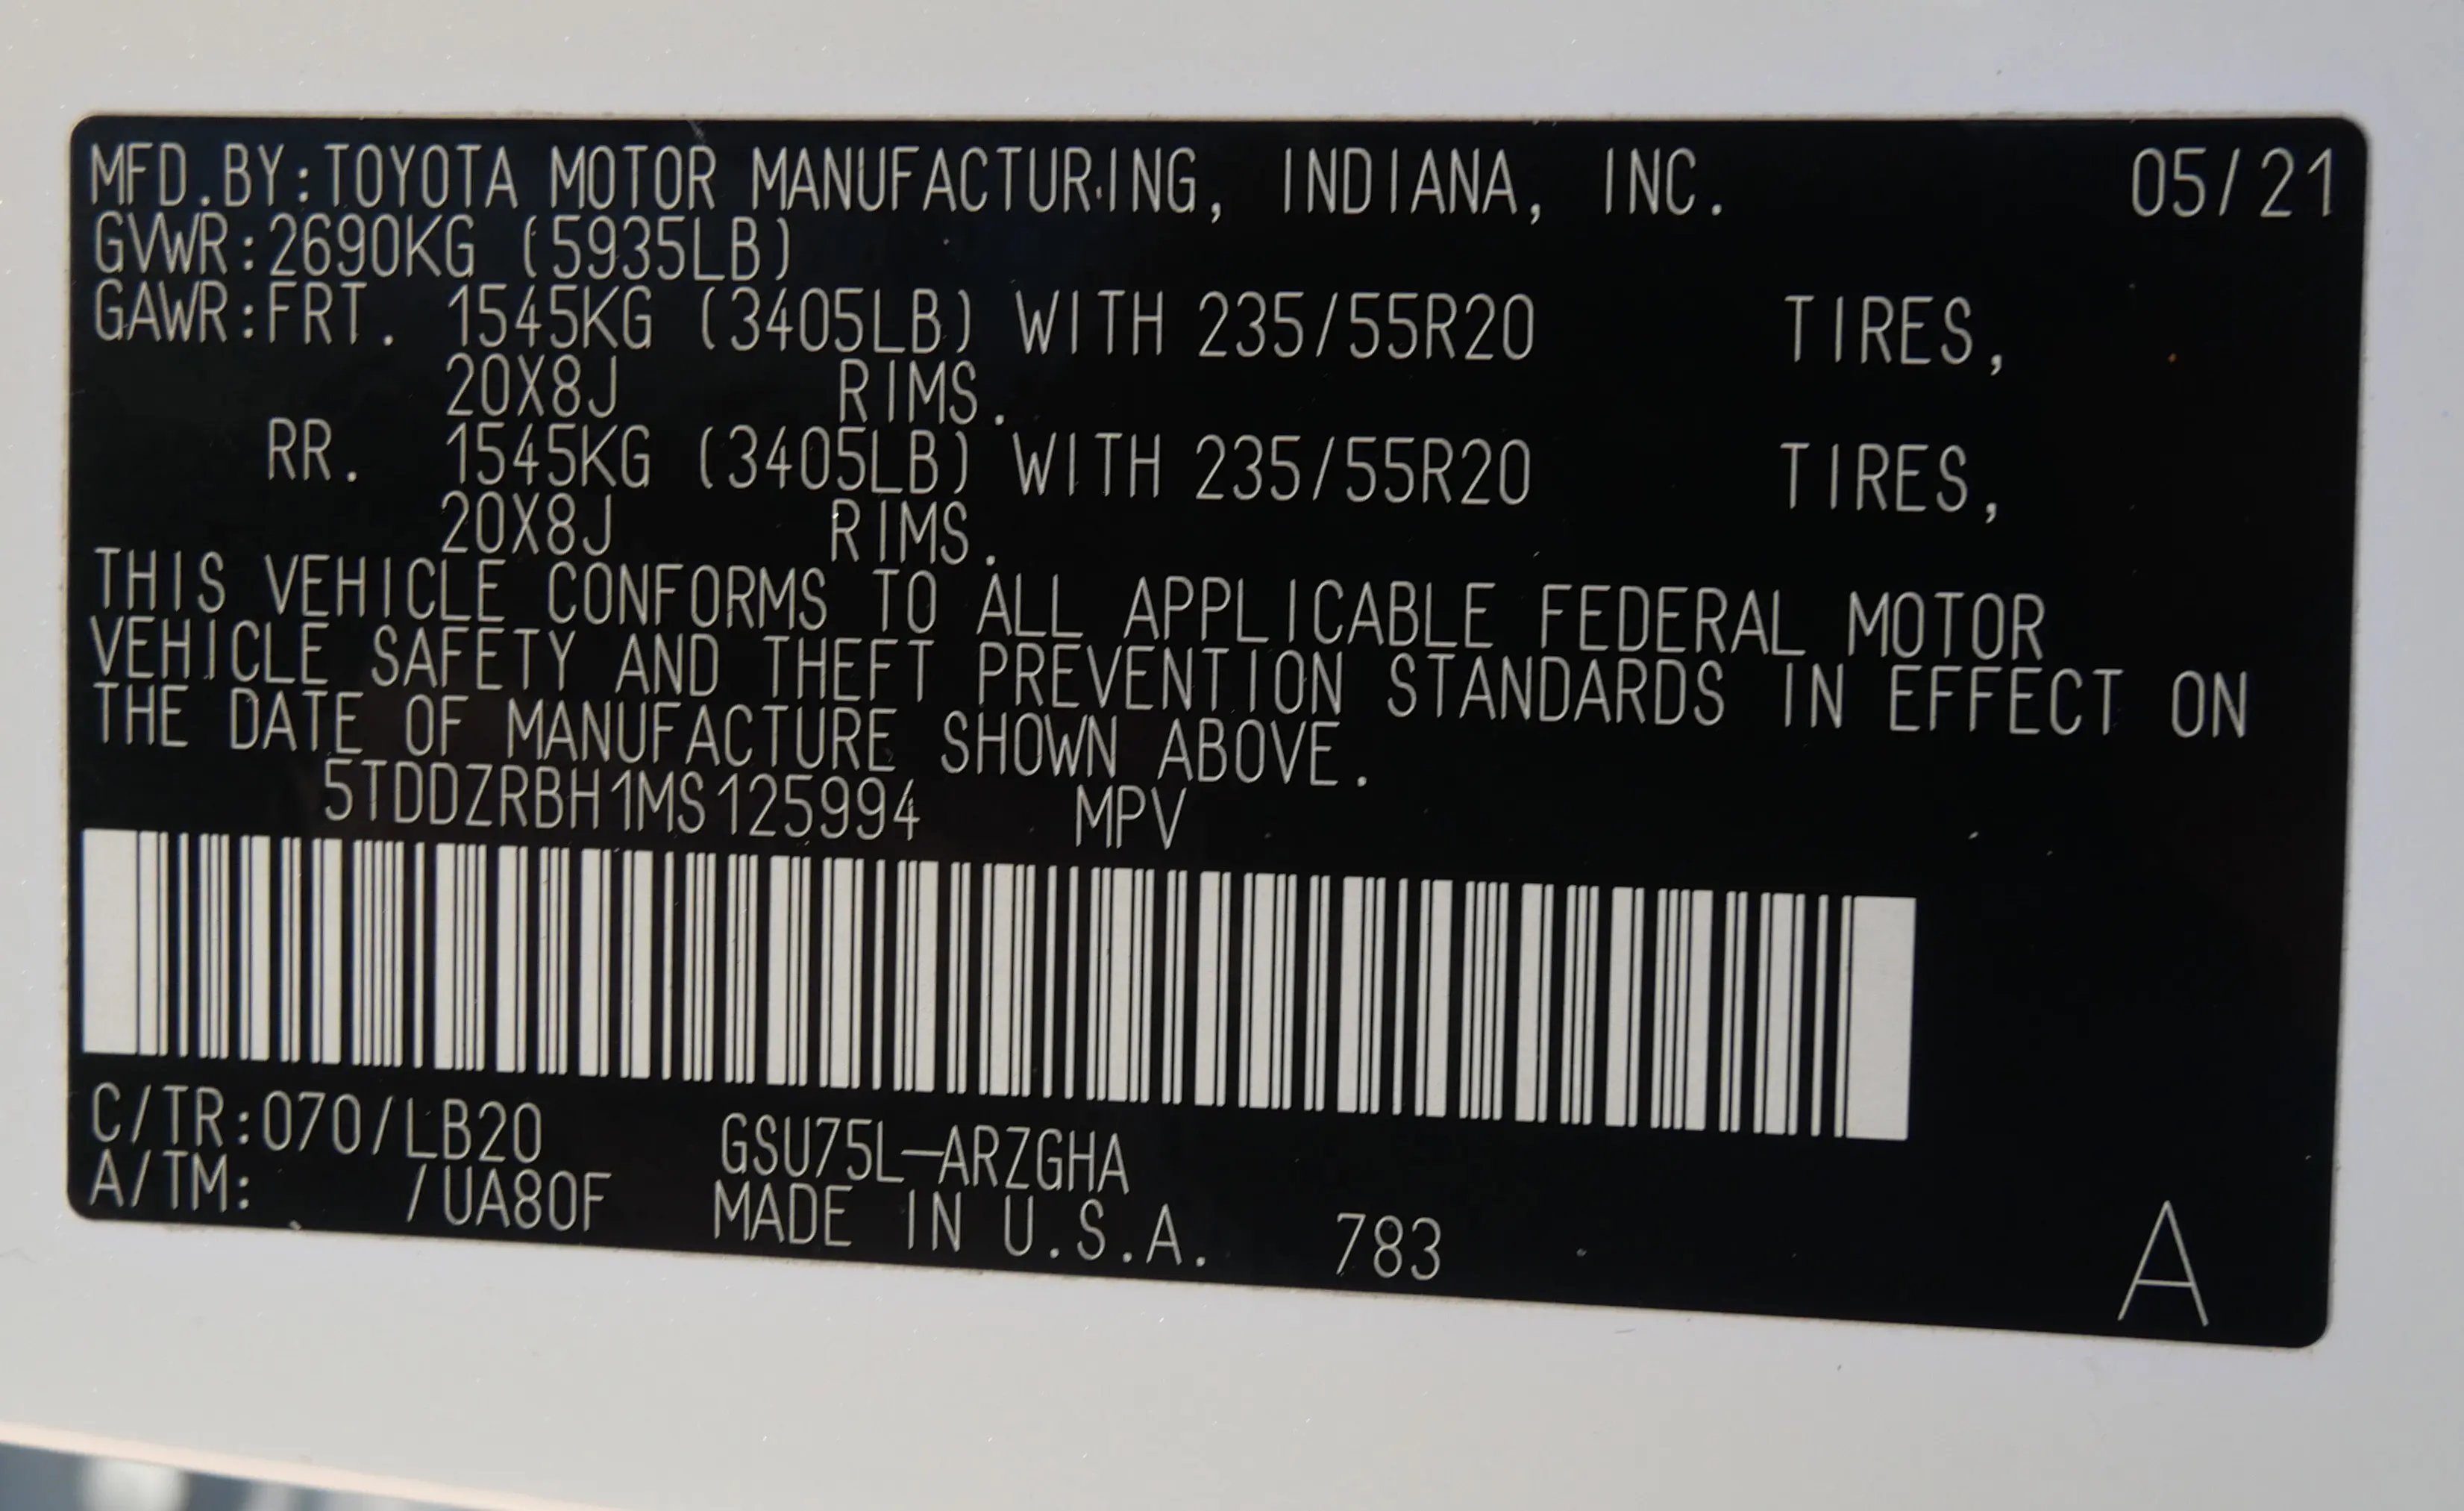 MFD.BY:TOYOTA MOTOR MANUFACTURING, INDIANA, INC. 05/21
GVWR:2690KG (5935LB)
GAWR:FRT. 1545KG (3405LB) WITH 235/55R20 TIRES,
20X8J RIMS.
RR. 1545KG (3405LB) WITH 235/55R20 TIRES,
20X8J RIMS.
THIS VEHICLE CONFORMS TO ALL APPLICABLE FEDERAL MOTOR
VEHICLE SAFETY AND THEFT PREVENTION STANDARDS IN EFFECT ON
THE DATE OF MANUFACTURE SHOWN ABOVE.
5TDDZRBH1MS125994 MPV
C/TR:070/LB20 GSU75L-ARZGHA
A/TM: /UA80F MADE IN U.S.A. 783 A